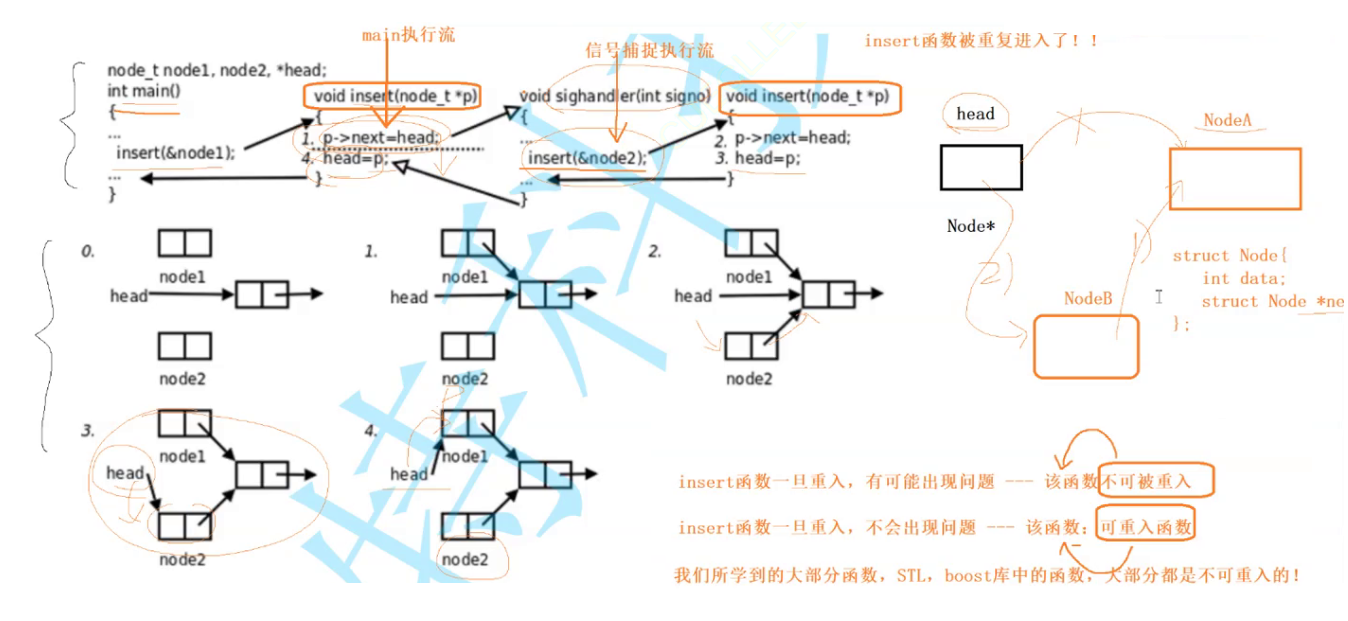 main执行流
信号捕捉执行流
insert函数被重复进入了！！
node_t node1, node2, *head;
int main()
{
...
insert(&node1);
...
}
void insert(node_t *p)
{
1. p->next=head;
4. head=p;
}
void sighandler(int signo)
{
...
insert(&node2);
...
}
void insert(node_t *p)
{
2. p->next=head;
3. head=p;
}
head
NodeA
Node*
NodeB
struct Node{
int data;
struct Node *ne
};
1)
2)
0.
node1
head
node2
1.
node1
head
node2
2.
node1
head
node2
3.
node1
head
node2
4.
node1
head
node2
insert函数一旦重入，有可能出现问题 --- 该函数不可被重入
insert函数一旦重入，不会出现问题 --- 该函数：可重入函数
我们所学到的大部分函数，STL，boost库中的函数，大部分都是不可重入的！